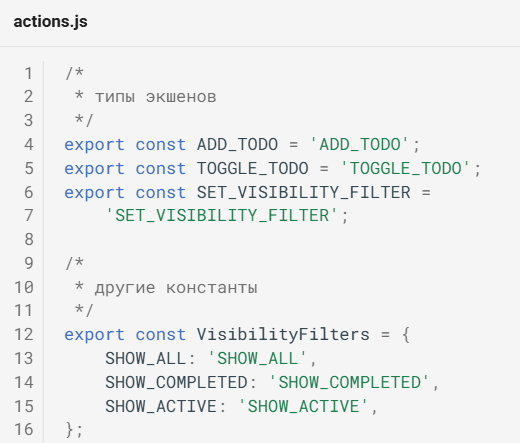 actions.js
1 /*
2  * типы экшенов
3  */
4 export const ADD_TODO = 'ADD_TODO';
5 export const TOGGLE_TODO = 'TOGGLE_TODO';
6 export const SET_VISIBILITY_FILTER =
7     'SET_VISIBILITY_FILTER';
8
9 /*
10  * другие константы
11  */
12 export const VisibilityFilters = {
13     SHOW_ALL: 'SHOW_ALL',
14     SHOW_COMPLETED: 'SHOW_COMPLETED',
15     SHOW_ACTIVE: 'SHOW_ACTIVE',
16 };